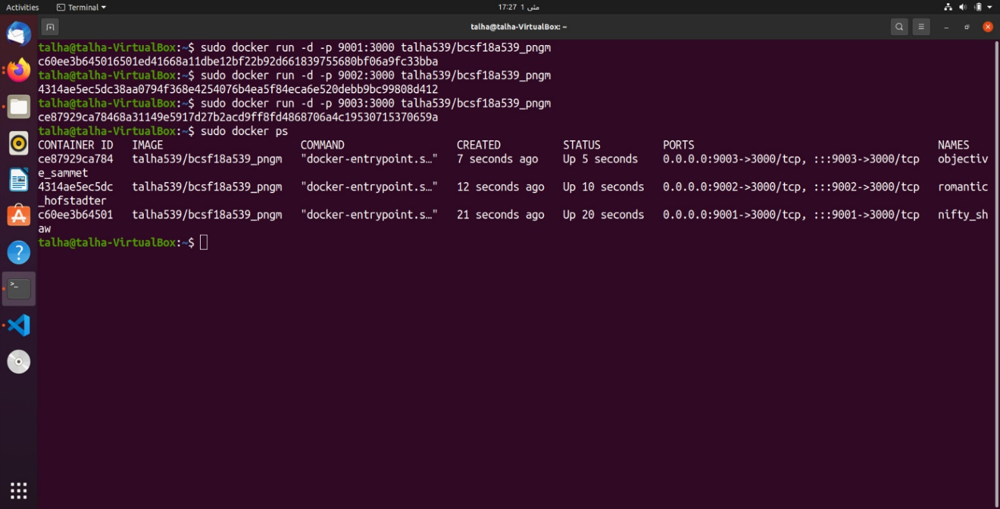 Activities Terminal 17:27 1 مئی
talha@talha-VirtualBox: ~
talha@talha-VirtualBox:~$ sudo docker run -d -p 9001:3000 talha539/bcsf18a539_pngm
c60ee3b645016501ed41668a11dbe12bf22b92d661839755680bf06a9fc33bba
talha@talha-VirtualBox:~$ sudo docker run -d -p 9002:3000 talha539/bcsf18a539_pngm
4314ae5ec5dc38aa0794f368e4254076b4ea5f84eca6e520debb9bc99808d412
talha@talha-VirtualBox:~$ sudo docker run -d -p 9003:3000 talha539/bcsf18a539_pngm
ce87929ca78468a31149e5917d27b2acd9ff8fd4868706a4c19530715370659a
talha@talha-VirtualBox:~$ sudo docker ps
CONTAINER ID IMAGE COMMAND CREATED STATUS PORTS NAMES
ce87929ca784 talha539/bcsf18a539_pngm "docker-entrypoint.s…" 7 seconds ago Up 5 seconds 0.0.0.0:9003->3000/tcp, :::9003->3000/tcp objectiv
e_sammet
4314ae5ec5dc talha539/bcsf18a539_pngm "docker-entrypoint.s…" 12 seconds ago Up 10 seconds 0.0.0.0:9002->3000/tcp, :::9002->3000/tcp romantic
_hofstadter
c60ee3b64501 talha539/bcsf18a539_pngm "docker-entrypoint.s…" 21 seconds ago Up 20 seconds 0.0.0.0:9001->3000/tcp, :::9001->3000/tcp nifty_sh
aw
talha@talha-VirtualBox:~$